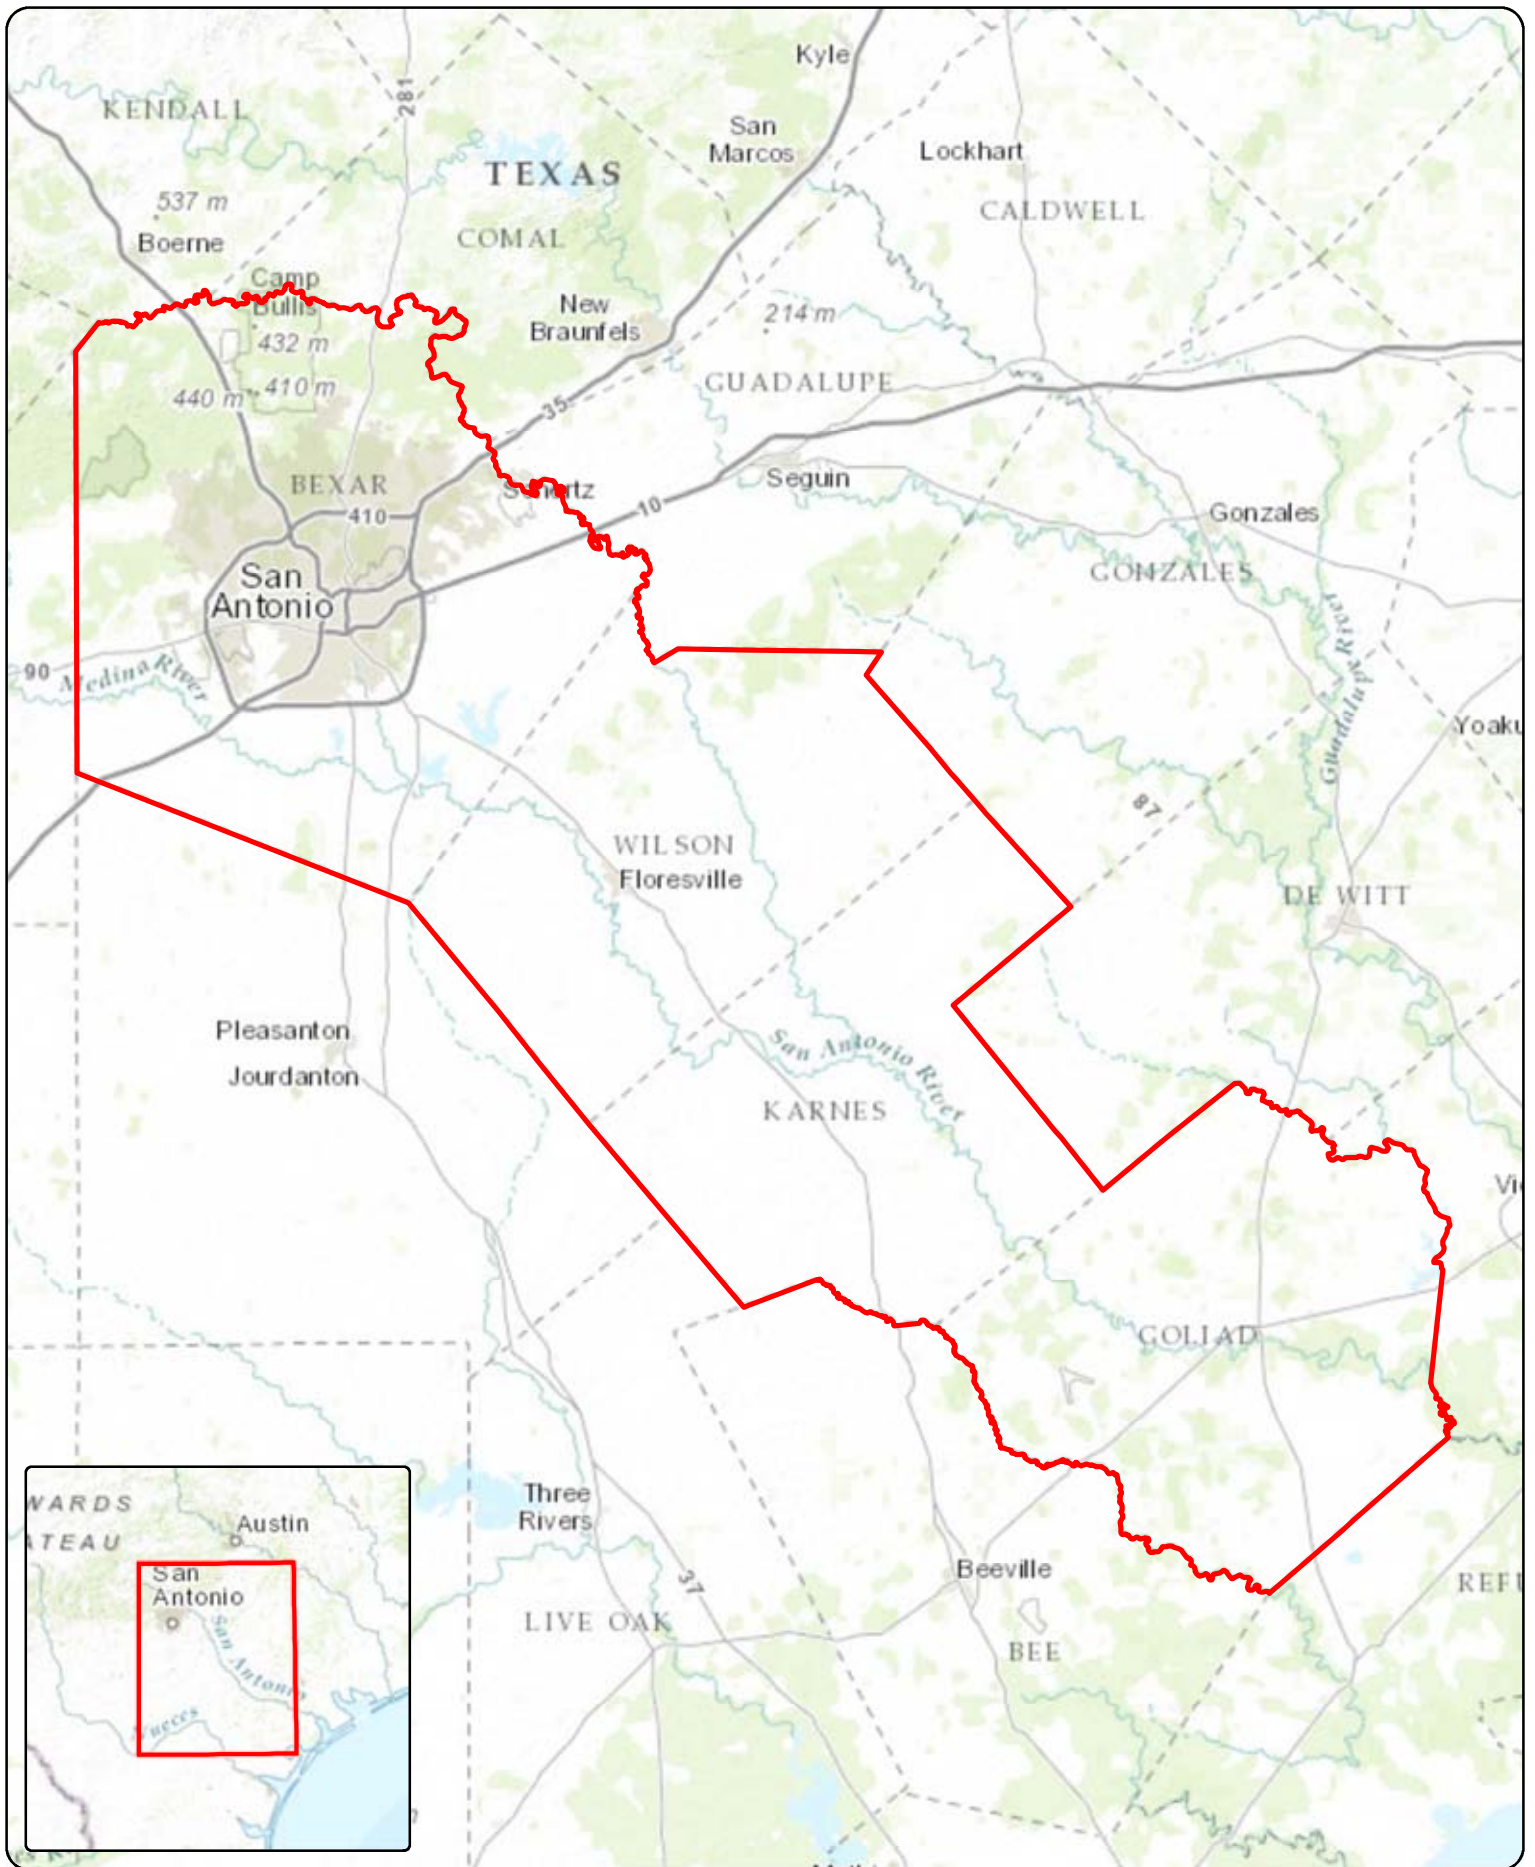 Kyle
281
KENDALL
San
Marcos
Lockhart
TEXAS
537 m
CALDWELL
Boerne
COMAL
Camp
Bullis
New
Braunfels
214 m
432 m
440 m
410 m
GUADALUPE
35
BEXAR
Schertz
Seguin
10
410
Gonzales
San
Antonio
GONZALES
90
Medina River
Guadalupe River
Yoaku
87
WILSON
Floresville
DE WITT
Pleasanton
San Antonio River
Jourdanton
KARNES
Vi
GOLIAD
Three
Rivers
WARDS
Austin
ATEAU
San
Antonio
Beeville
37
REFU
LIVE OAK
San Antonio
BEE
Nueces